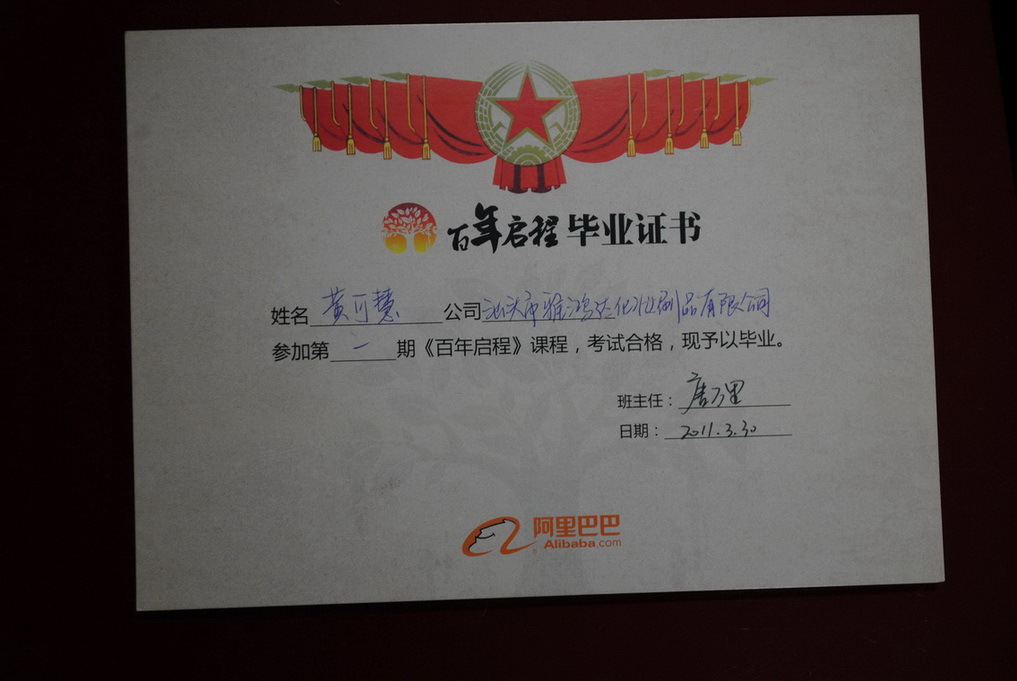 百年启程毕业证书
姓名 黄可慧 公司 汕头市雅鸿达化妆刷品有限公司
参加第 一 期《百年启程》课程，考试合格，现予以毕业。
班主任： 唐万里
日期： 2011.3.30
阿里巴巴
Alibaba.com